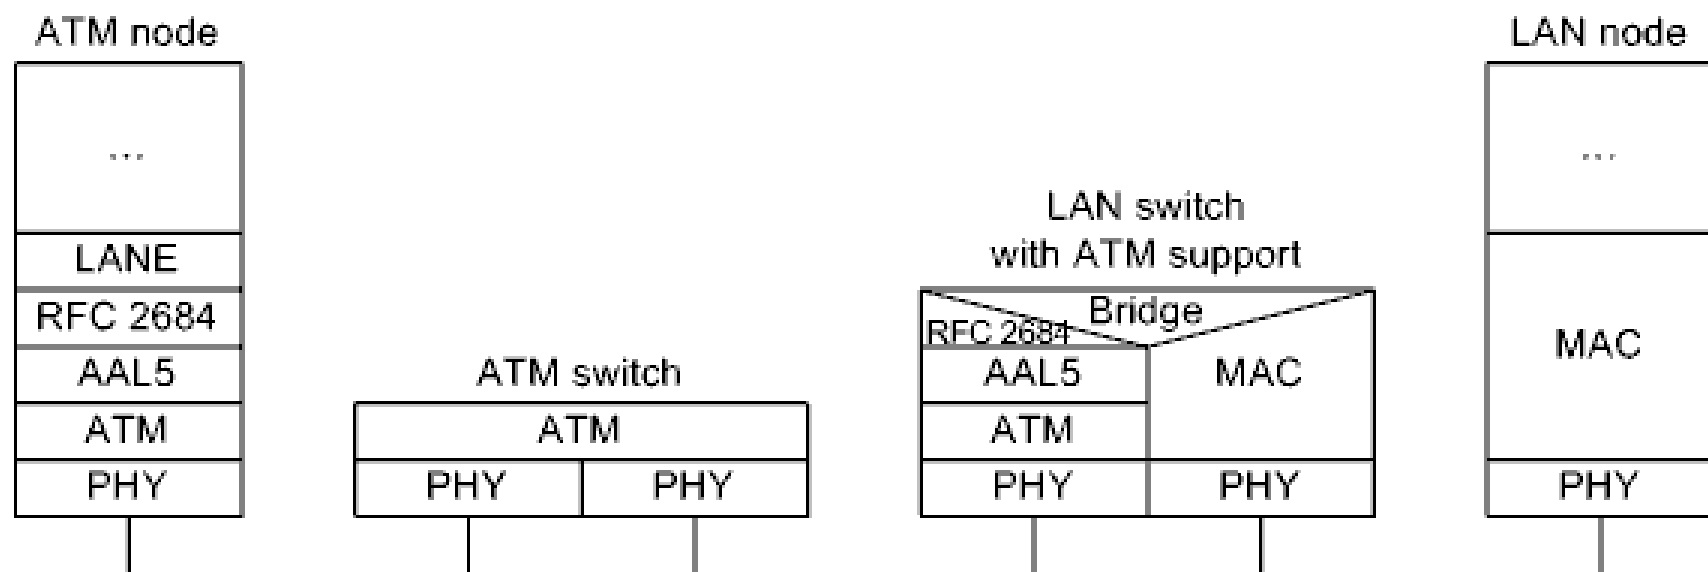 ATM node
...
LANE
RFC 2684
AAL5
ATM
PHY
ATM switch
ATM
PHY
PHY
LAN switch
with ATM support
Bridge
RFC 2684
AAL5
MAC
ATM
PHY
PHY
LAN node
...
MAC
PHY